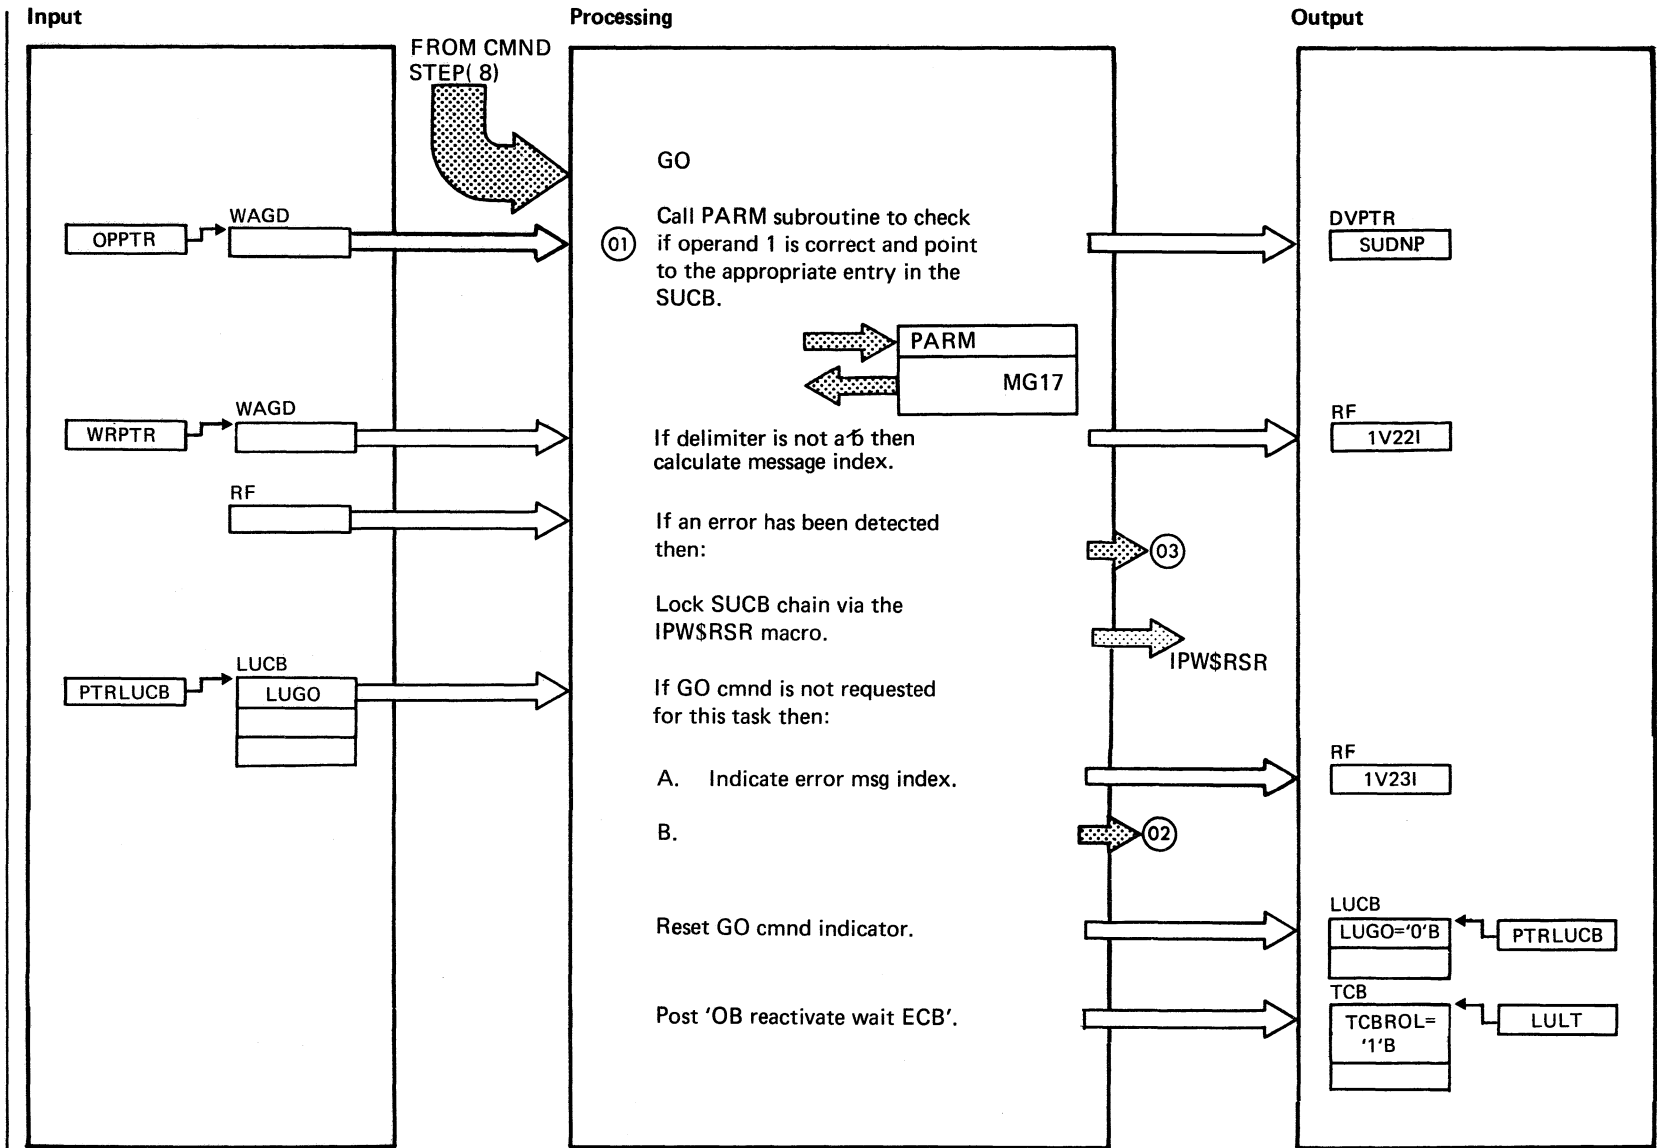 Input
Processing
Output
FROM CMND
STEP( 8)
GO
OPPTR
WAGD
01
Call PARM subroutine to check
if operand 1 is correct and point
to the appropriate entry in the
SUCB.
DVPTR
SUDNP
PARM
MG17
WRPTR
WAGD
If delimiter is not a ƀ then
calculate message index.
RF
1V22I
RF
If an error has been detected
then:
03
Lock SUCB chain via the
IPW$RSR macro.
IPW$RSR
PTRLUCB
LUCB
LUGO
If GO cmnd is not requested
for this task then:
A. Indicate error msg index.
RF
1V23I
B.
02
Reset GO cmnd indicator.
LUCB
LUGO='0'B
PTRLUCB
Post 'OB reactivate wait ECB'.
TCB
TCBROL=
'1'B
LULT